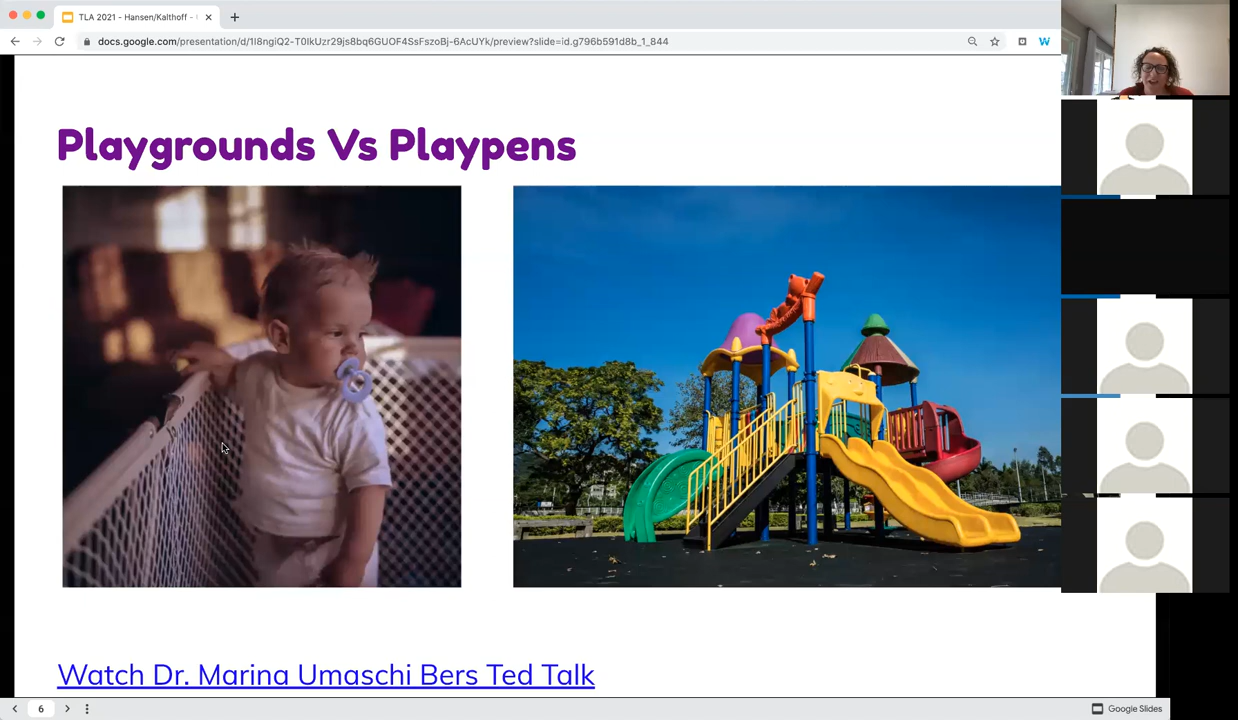 TLA 2021 - Hansen/Kalthoff -
docs.google.com/presentation/d/1I8ngiQ2-T0IkUzr29js8bq6GUOF4SsFszoBj-6AcUYk/preview?slide=id.g796b591d8b_1_844
W
Playgrounds Vs Playpens
Watch Dr. Marina Umaschi Bers Ted Talk
6
Google Slides